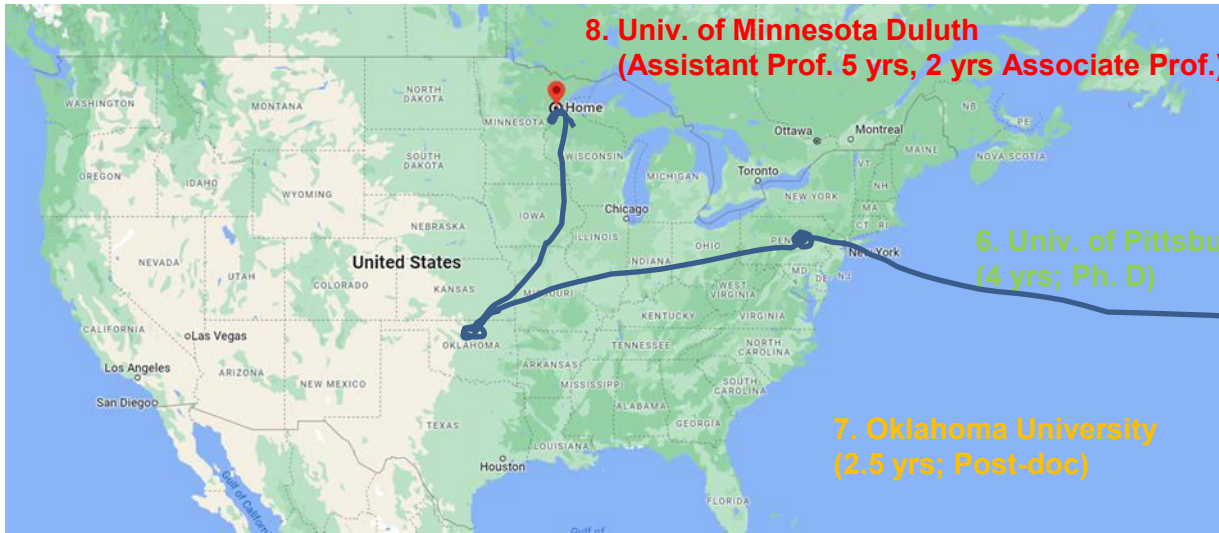 8. Univ. of Minnesota Duluth
(Assistant Prof. 5 yrs, 2 yrs Associate Prof.)
WASHINGTON
MONTANA
NORTH
DAKOTA
MINNESOTA
Home
Ottawa
Montreal
NB
PE
NOVA SCOTIA
MAINE
OREGON
IDAHO
SOUTH
DAKOTA
WISCONSIN
MICHIGAN
Toronto
VT
NH
NEW YORK
MA
CT RI
WYOMING
IOWA
Chicago
NEBRASKA
ILLINOIS
INDIANA
OHIO
PENN
New York
6. Univ. of Pittsbu
(4 yrs; Ph. D)
NEVADA
UTAH
United States
COLORADO
KANSAS
MISSOURI
WEST
VIRGINIA
MD
DE
NJ
KENTUCKY
VIRGINIA
CALIFORNIA
Las Vegas
OKLAHOMA
TENNESSEE
NORTH
CAROLINA
Los Angeles
ARIZONA
NEW MEXICO
ARKANSAS
SOUTH
CAROLINA
San Diego
MISSISSIPPI
ALABAMA
GEORGIA
TEXAS
LOUISIANA
7. Oklahoma University
(2.5 yrs; Post-doc)
Houston
Gulf of California
FLORIDA
Gulf of